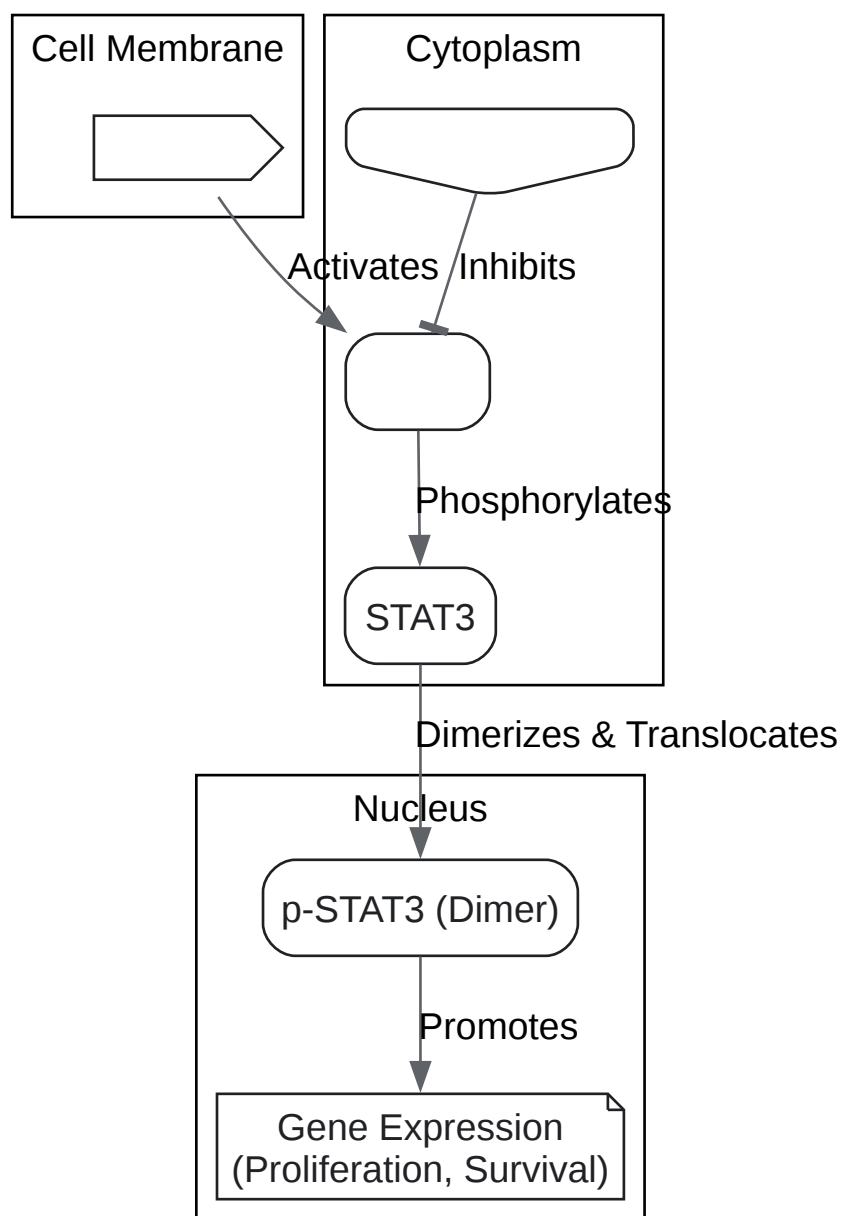 Cell Membrane
Cytoplasm
Activates
Inhibits
Phosphorylates
STAT3
Dimerizes & Translocates
Nucleus
p-STAT3 (Dimer)
Promotes
Gene Expression
(Proliferation, Survival)